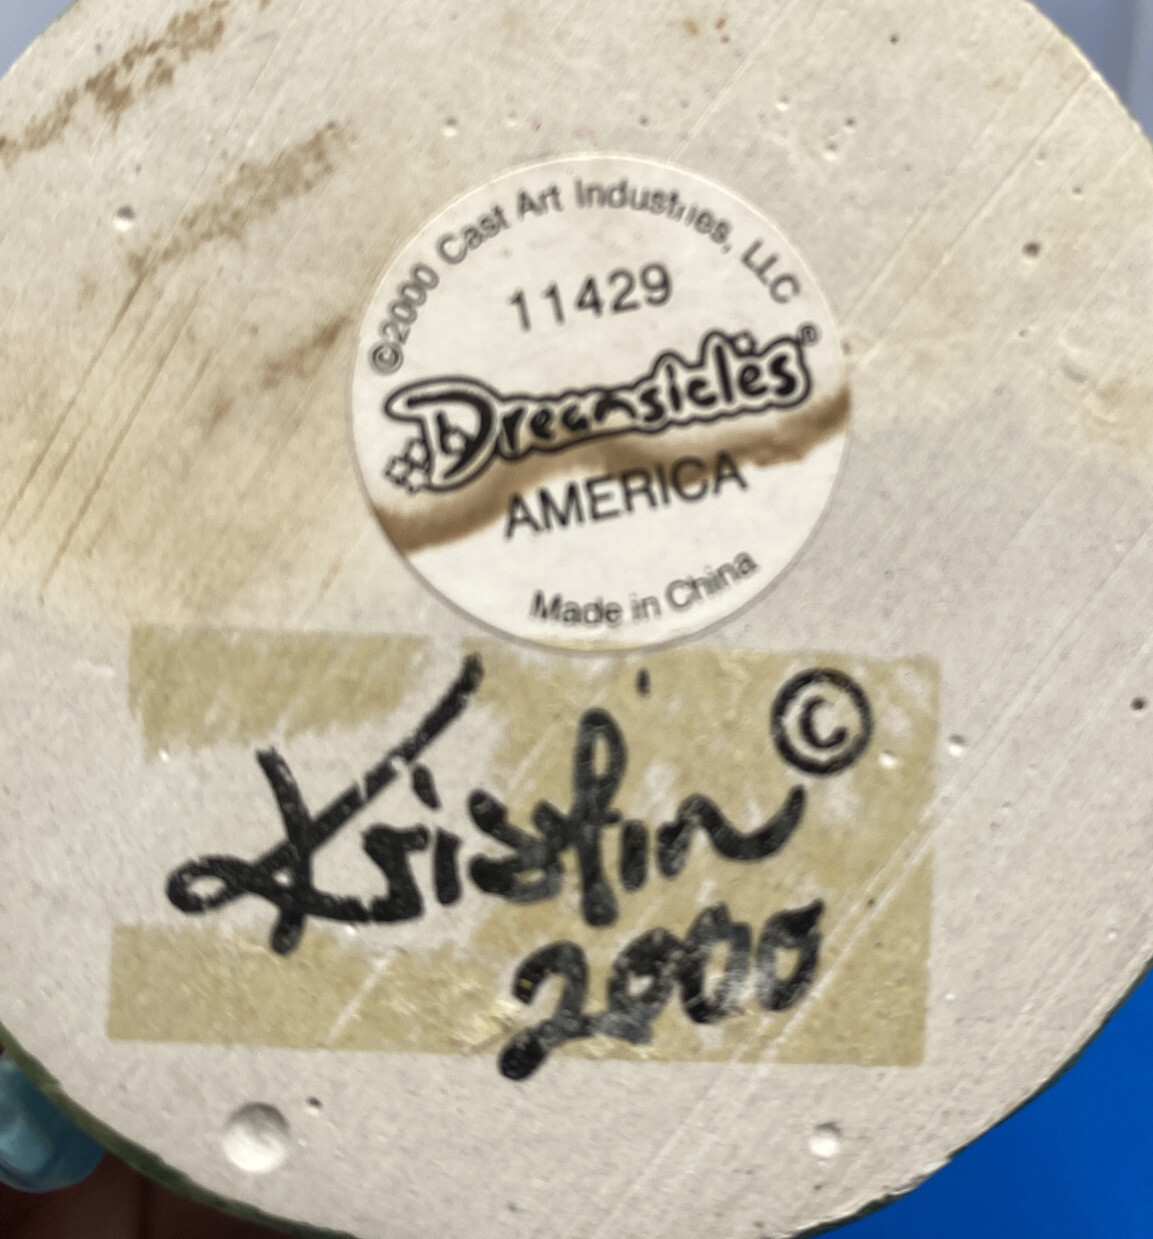 ©2000 Cast Art Industries, LLC
11429
Dreamsicles®
AMERICA
Made in China
Kristin ©
2000